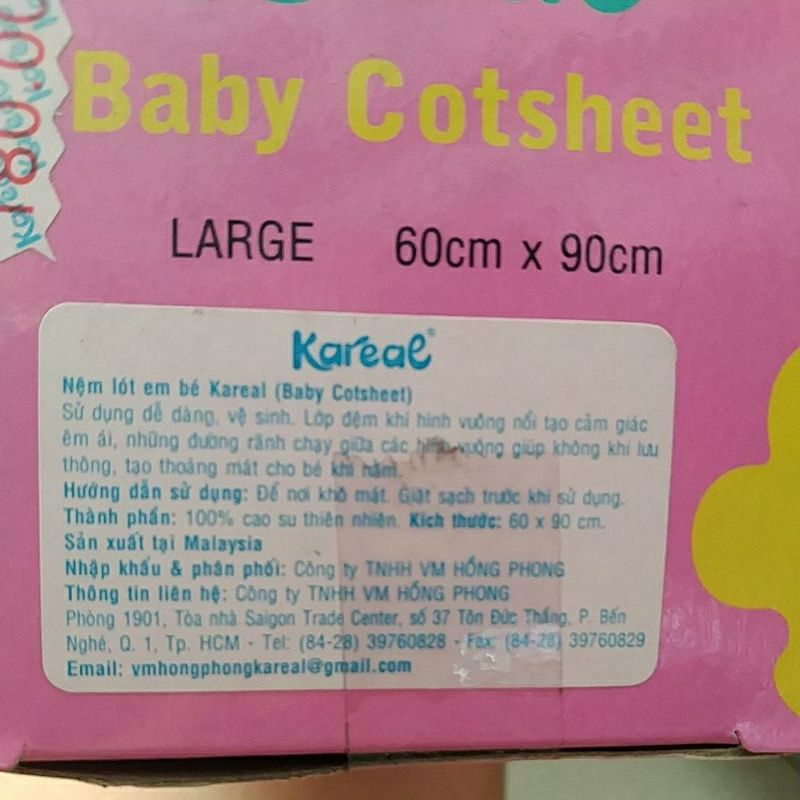 Baby Cotsheet
LARGE 60cm x 90cm
Kareal®
Nệm lót em bé Kareal (Baby Cotsheet)
Sử dụng dễ dàng, vệ sinh. Lớp đệm khí hình vuông nổi tạo cảm giác
êm ái, những đường rãnh chạy giữa các hình vuông giúp không khí lưu
thông, tạo thoáng mát cho bé khi nằm.
Hướng dẫn sử dụng: Để nơi khô mát. Giặt sạch trước khi sử dụng.
Thành phần: 100% cao su thiên nhiên. Kích thước: 60 x 90 cm.
Sản xuất tại Malaysia
Nhập khẩu & phân phối: Công ty TNHH VM HỒNG PHONG
Thông tin liên hệ: Công ty TNHH VM HỒNG PHONG
Phòng 1901, Tòa nhà Saigon Trade Center, số 37 Tôn Đức Thắng, P. Bến
Nghé, Q. 1, Tp. HCM - Tel: (84-28) 39760828 - Fax: (84-28) 39760829
Email: vmhongphongkareal@gmail.com